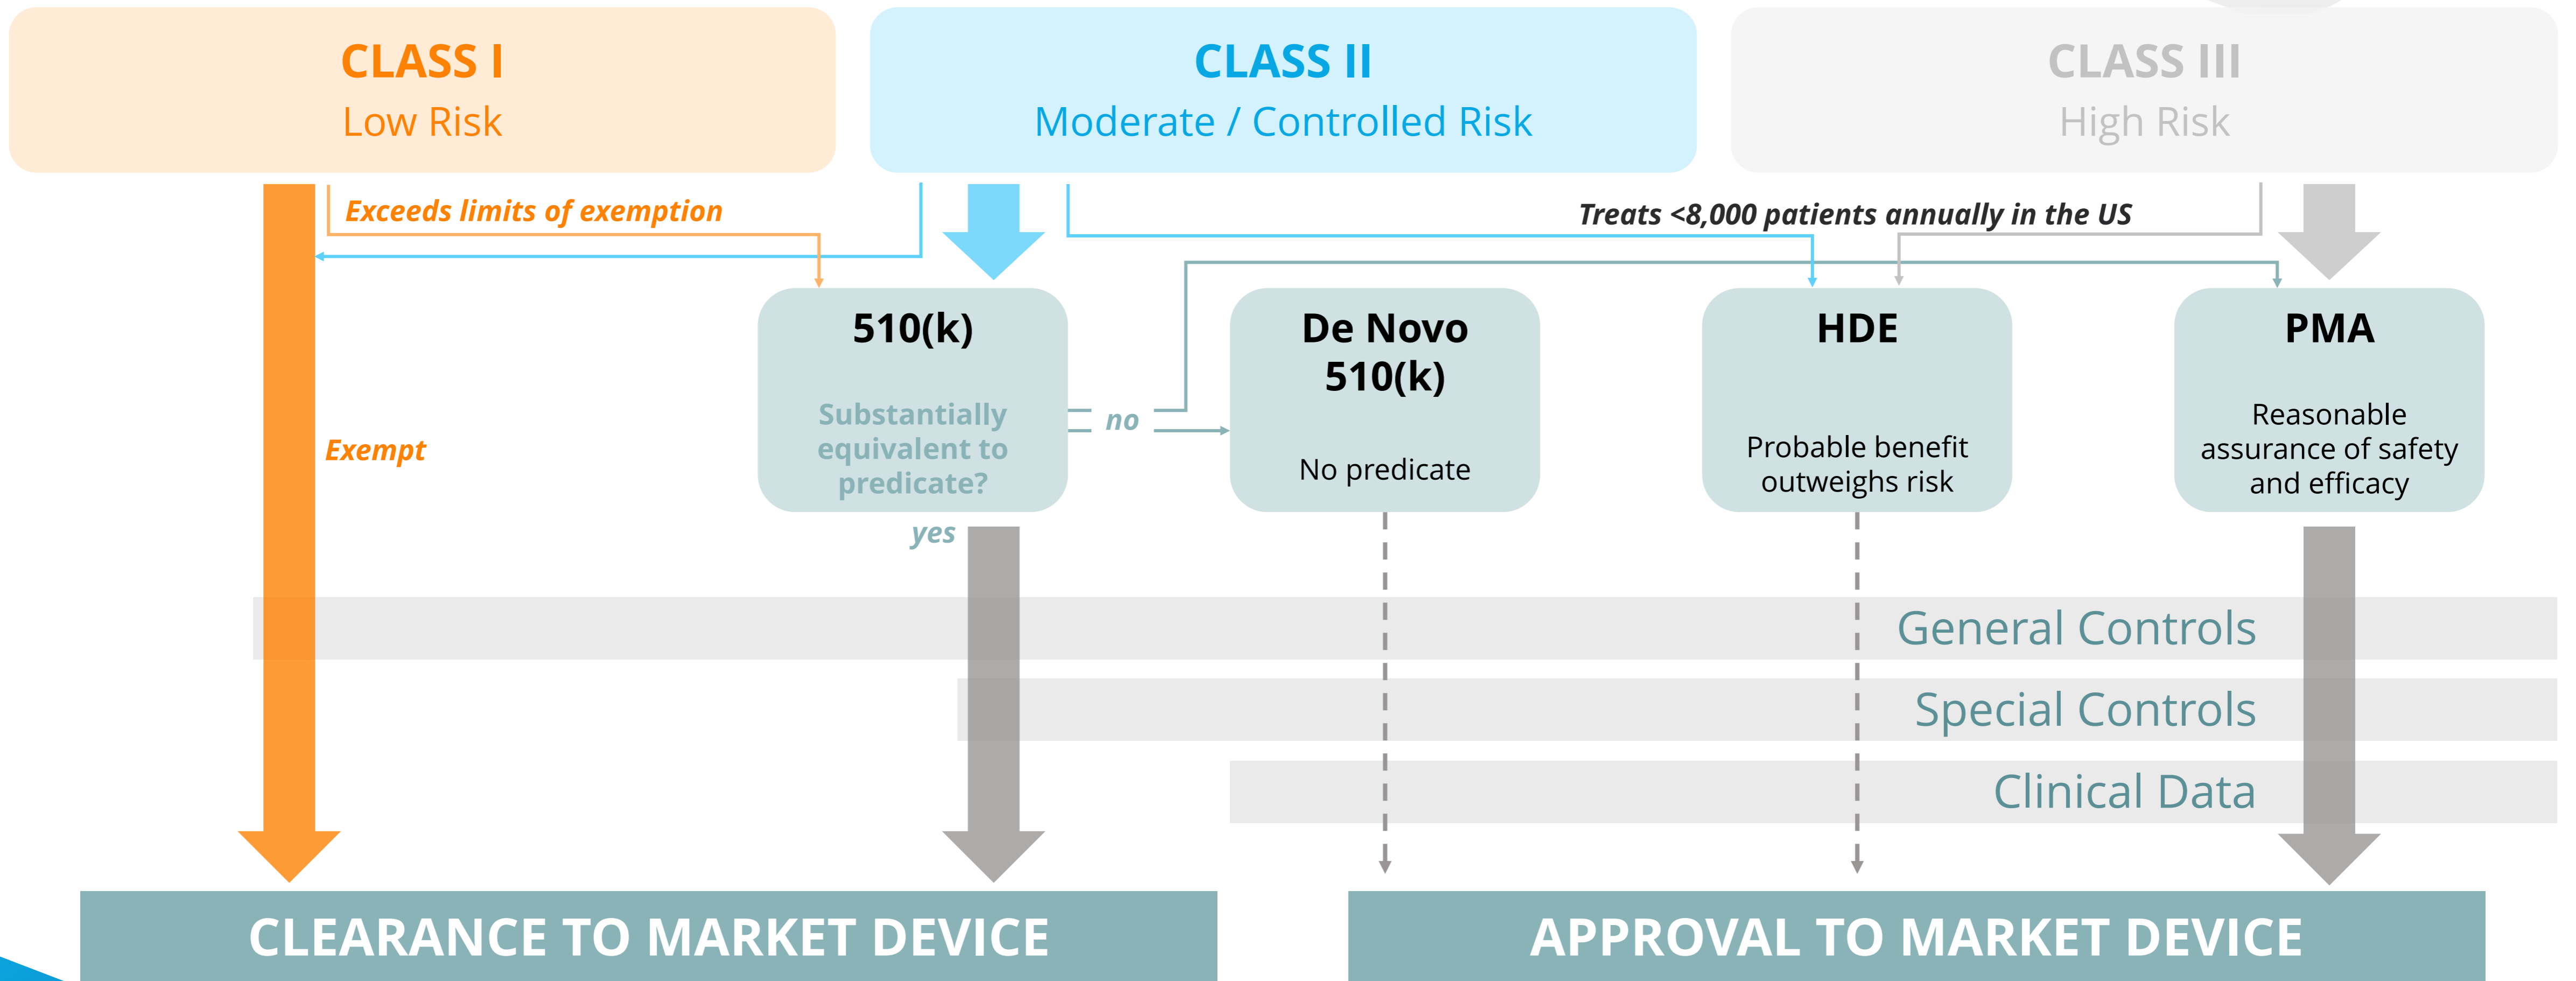 CLASS I
Low Risk
CLASS II
Moderate / Controlled Risk
CLASS III
High Risk
Exceeds limits of exemption
Treats <8,000 patients annually in the US
Exempt
510(k)
Substantially
equivalent to
predicate?
no
yes
De Novo
510(k)
No predicate
HDE
Probable benefit
outweighs risk
PMA
Reasonable
assurance of safety
and efficacy
General Controls
Special Controls
Clinical Data
CLEARANCE TO MARKET DEVICE
APPROVAL TO MARKET DEVICE